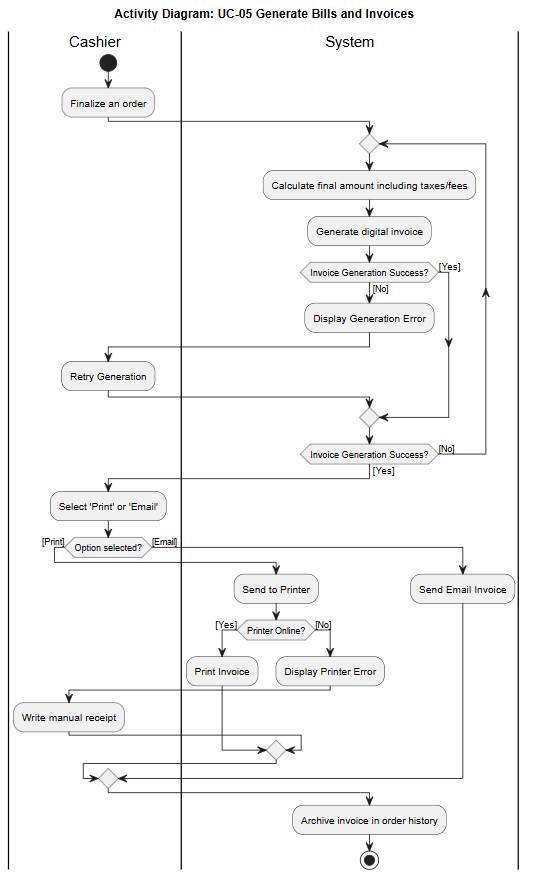 Activity Diagram: UC-05 Generate Bills and Invoices
Cashier
System
Finalize an order
Calculate final amount including taxes/fees
Generate digital invoice
Invoice Generation Success?
[Yes]
[No]
Display Generation Error
Retry Generation
Invoice Generation Success?
[No]
[Yes]
Select 'Print' or 'Email'
[Print]
Option selected?
[Email]
Send to Printer
Send Email Invoice
[Yes]
Printer Online?
[No]
Print Invoice
Display Printer Error
Write manual receipt
Archive invoice in order history